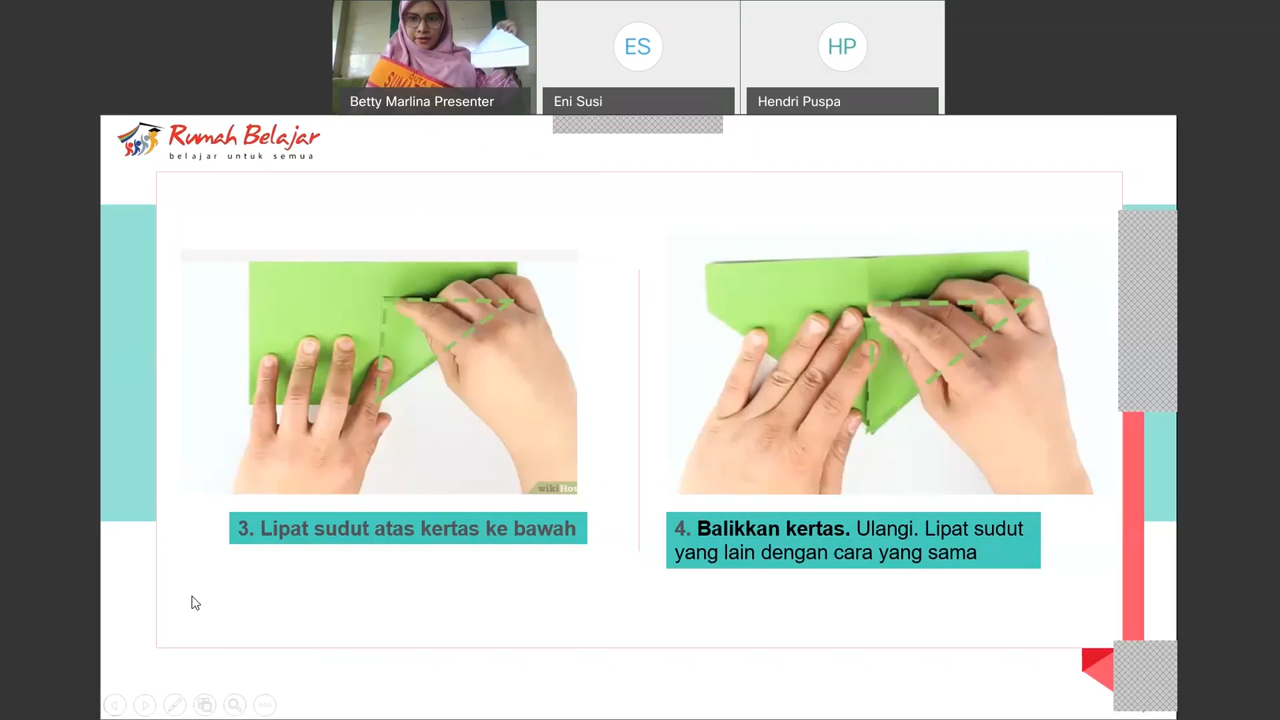 ES
HP
Betty Marlina Presenter
Eni Susi
Hendri Puspa
Rumah Belajar
belajar untuk semua
wikiHow
3. Lipat sudut atas kertas ke bawah
4. Balikkan kertas. Ulangi. Lipat sudut
yang lain dengan cara yang sama